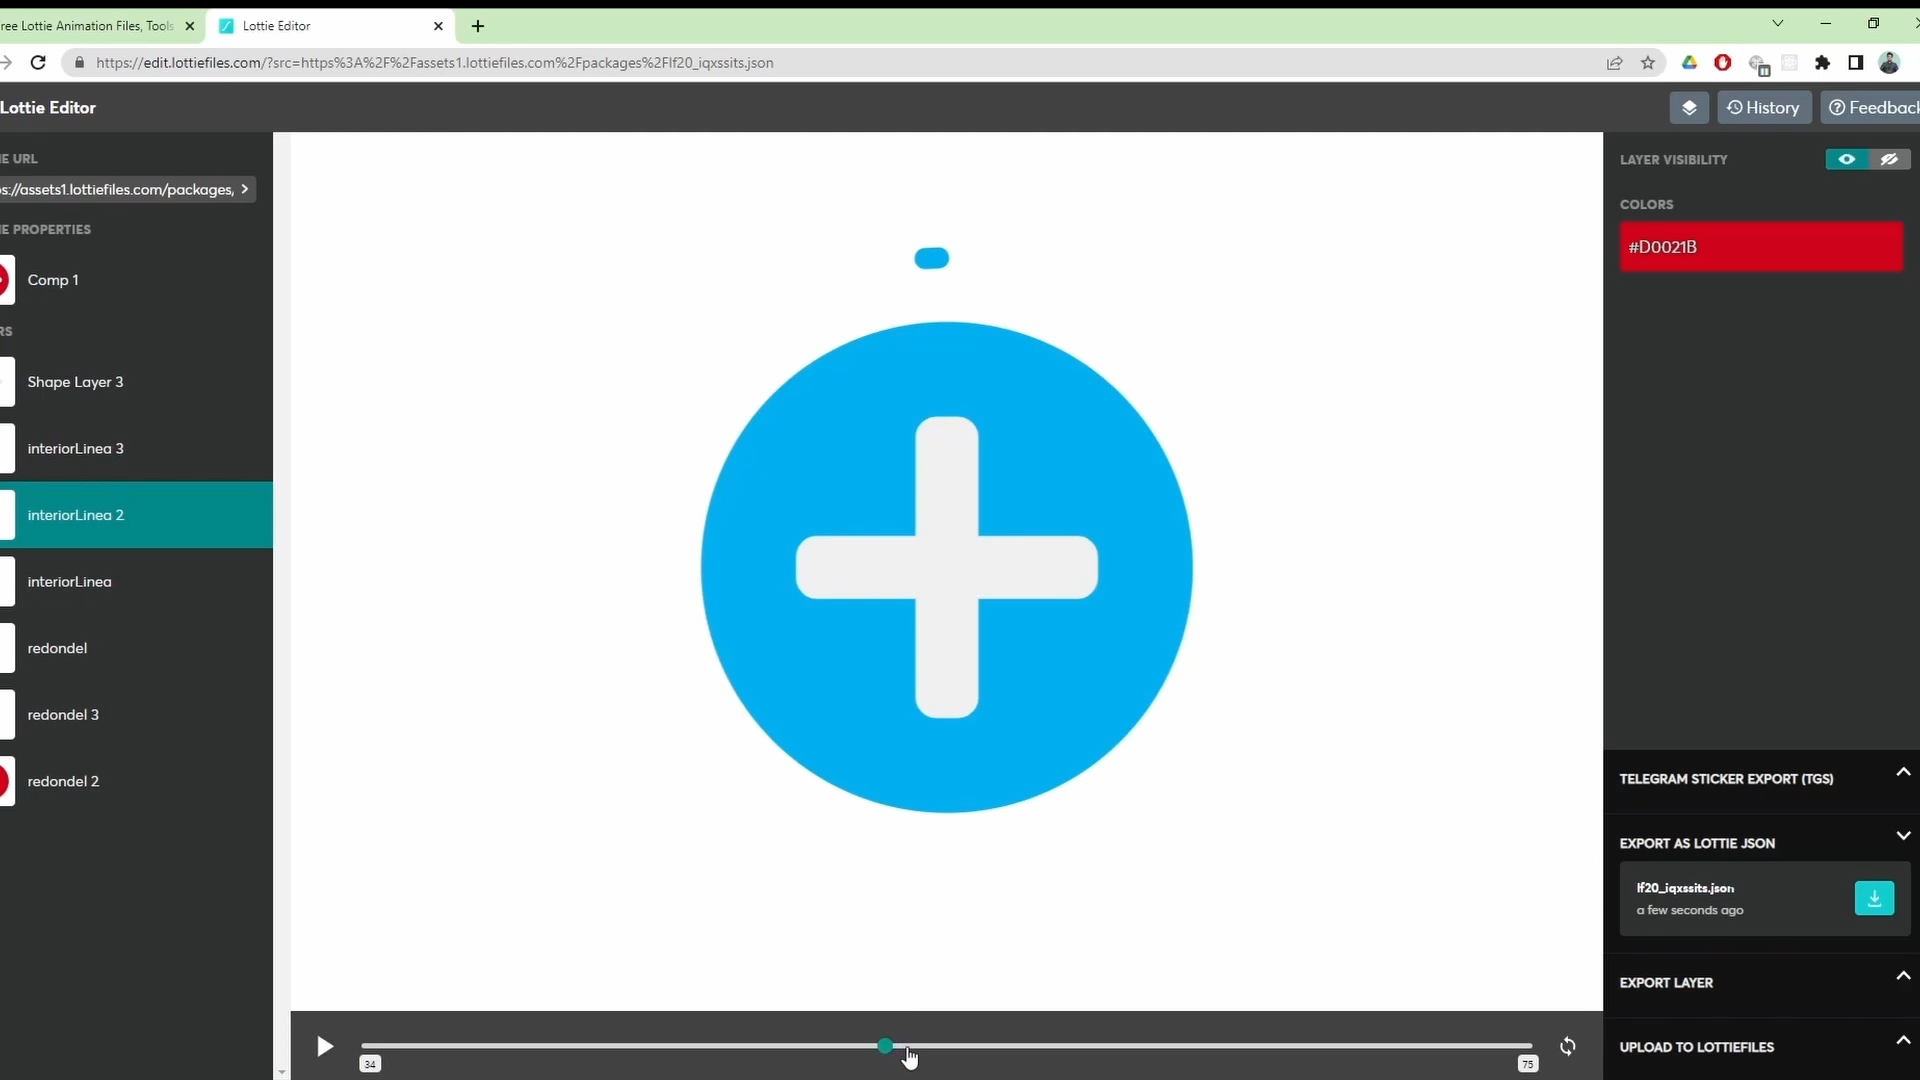 ree Lottie Animation Files, Tools
Lottie Editor
https://edit.lottiefiles.com/?src=https%3A%2F%2Fassets1.lottiefiles.com%2Fpackages%2Flf20_iqxssits.json
Lottie Editor
History
Feedback
IE URL
s://assets1.lottiefiles.com/packages,
IE PROPERTIES
Comp 1
RS
Shape Layer 3
interiorLinea 3
interiorLinea 2
interiorLinea
redondel
redondel 3
redondel 2
34
75
LAYER VISIBILITY
COLORS
#D0021B
TELEGRAM STICKER EXPORT (TGS)
EXPORT AS LOTTIE JSON
lf20_iqxssits.json
a few seconds ago
EXPORT LAYER
UPLOAD TO LOTTIEFILES